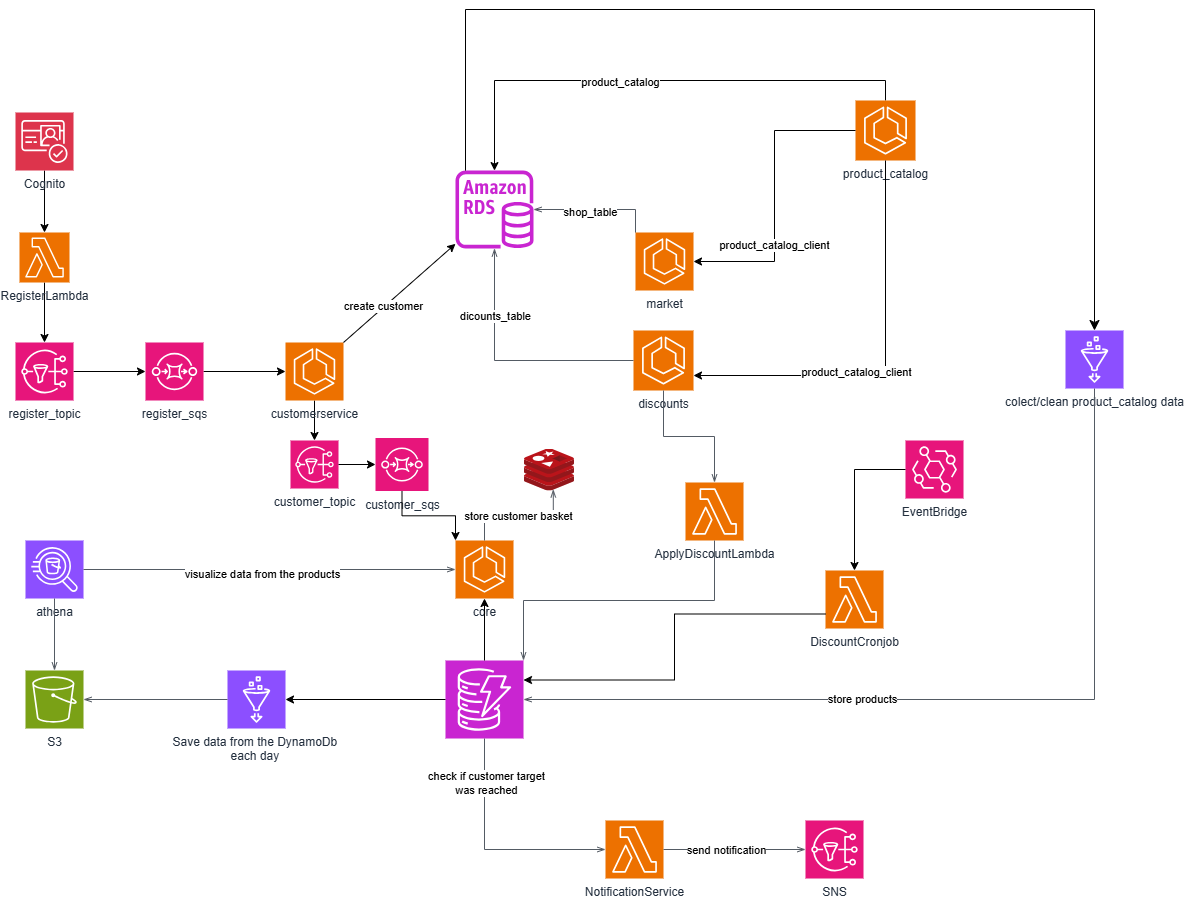 product_catalog
product_catalog
Cognito
Amazon
RDS
shop_table
product_catalog_client
market
RegisterLambda
create customer
dicounts_table
product_catalog_client
discounts
colect/clean product_catalog data
register_topic
register_sqs
customerservice
customer_topic
customer_sqs
store customer basket
EventBridge
ApplyDiscountLambda
visualize data from the products
athena
core
DiscountCronjob
store products
S3
Save data from the DynamoDb
each day
check if customer target
was reached
send notification
NotificationService
SNS